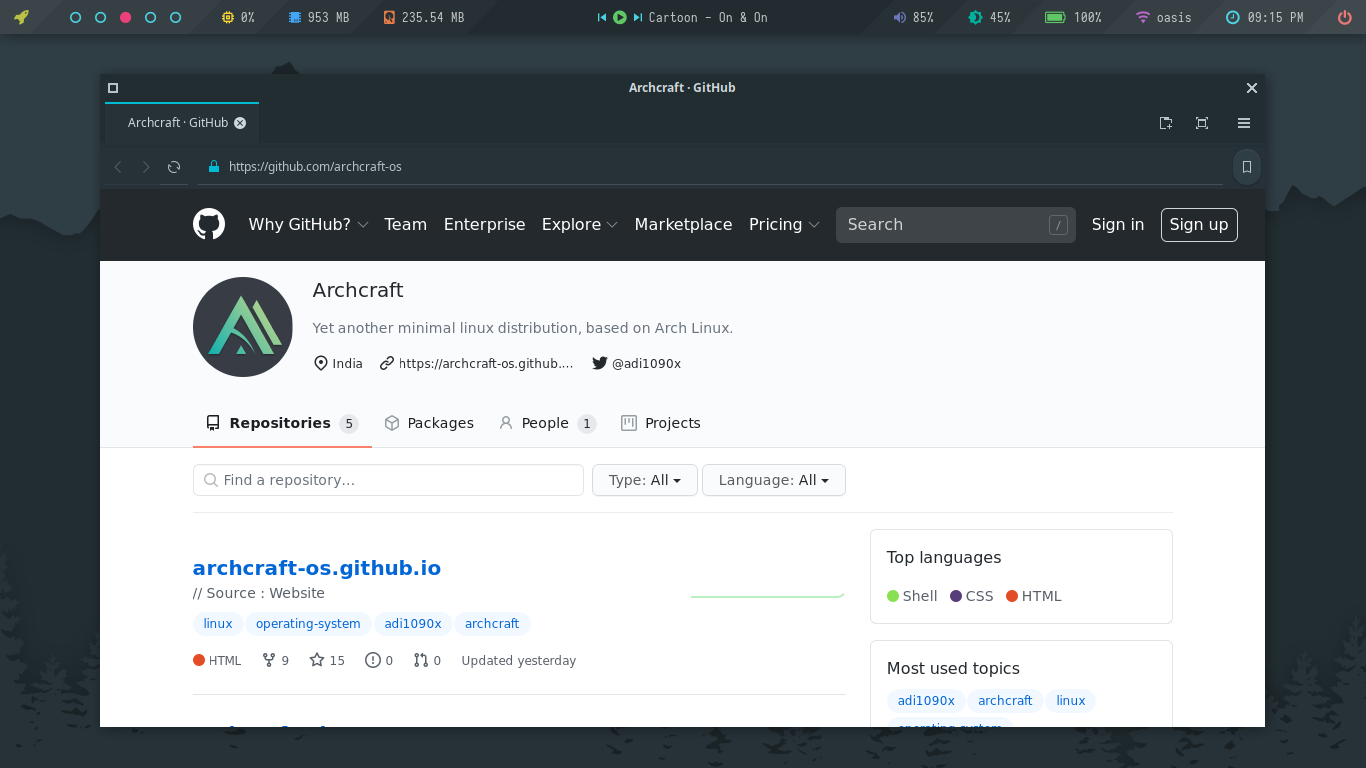 0% 953 MB 235.54 MB Cartoon - On & On 85% 45% 100% oasis 09:15 PM
Archcraft · GitHub
Archcraft · GitHub
https://github.com/archcraft-os
Why GitHub? Team Enterprise Explore Marketplace Pricing Search / Sign in Sign up
Archcraft
Yet another minimal linux distribution, based on Arch Linux.
India https://archcraft-os.github.... @adi1090x
Repositories 5 Packages People 1 Projects
Find a repository... Type: All Language: All
archcraft-os.github.io
// Source : Website
linux operating-system adi1090x archcraft
HTML 9 15 0 0 Updated yesterday
Top languages
Shell CSS HTML
Most used topics
adi1090x archcraft linux
operating-system